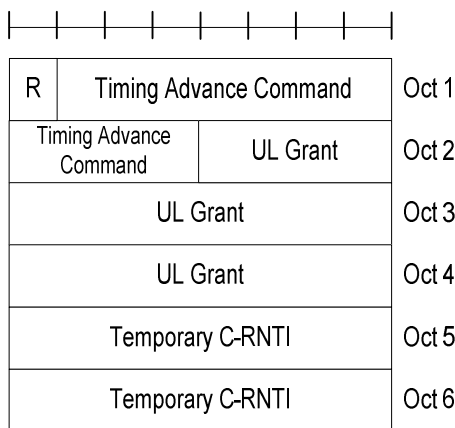 R Timing Advance Command Oct 1
Timing Advance
Command UL Grant Oct 2
UL Grant Oct 3
UL Grant Oct 4
Temporary C-RNTI Oct 5
Temporary C-RNTI Oct 6